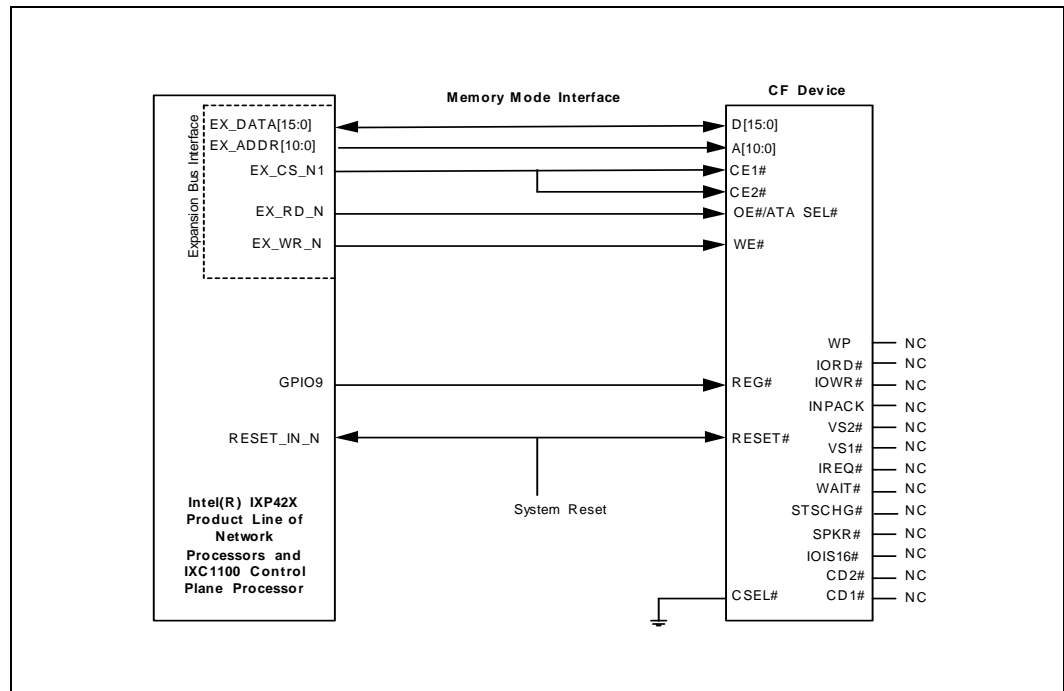 Memory Mode Interface
CF Device
Expansion Bus Interface
EX_DATA[15:0]
EX_ADDR[10:0]
EX_CS_N1
EX_RD_N
EX_WR_N
GPIO9
RESET_IN_N
Intel(R) IXP42X
Product Line of
Network
Processors and
IXC1100 Control
Plane Processor
System Reset
D[15:0]
A[10:0]
CE1#
CE2#
OE#/ATA SEL#
WE#
REG#
RESET#
CSEL#
WP NC
IORD# NC
IOWR# NC
INPACK NC
VS2# NC
VS1# NC
IREQ# NC
WAIT# NC
STSCHG# NC
SPKR# NC
IOIS16# NC
CD2# NC
CD1# NC